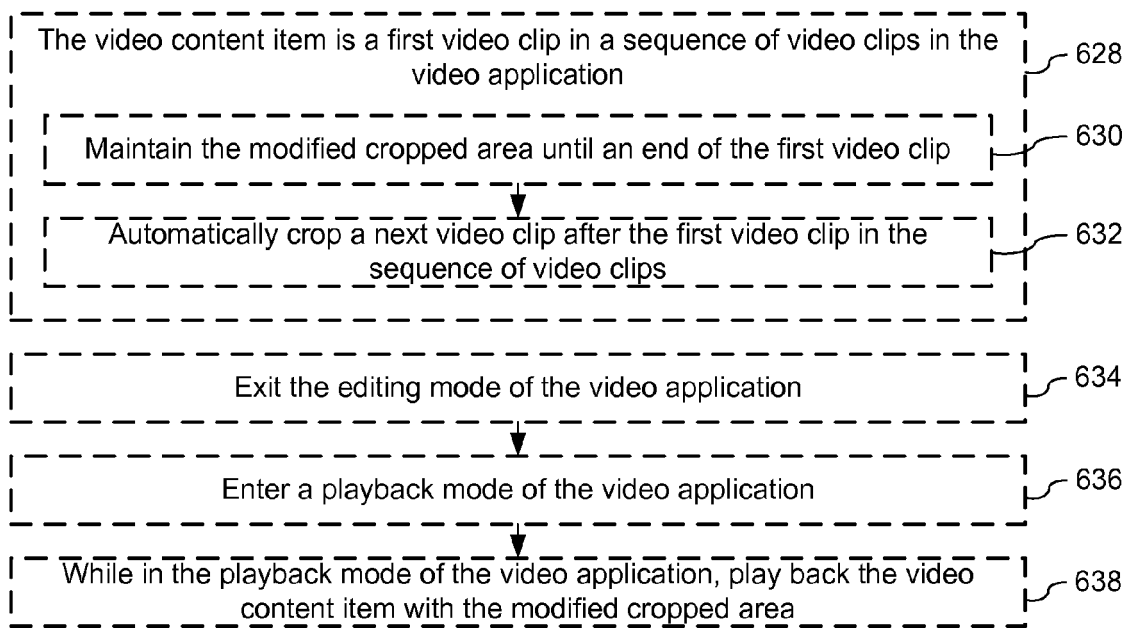 The video content item is a first video clip in a sequence of video clips in the
video application
628
Maintain the modified cropped area until an end of the first video clip
630
Automatically crop a next video clip after the first video clip in the
sequence of video clips
632
Exit the editing mode of the video application
634
Enter a playback mode of the video application
636
While in the playback mode of the video application, play back the video
content item with the modified cropped area
638